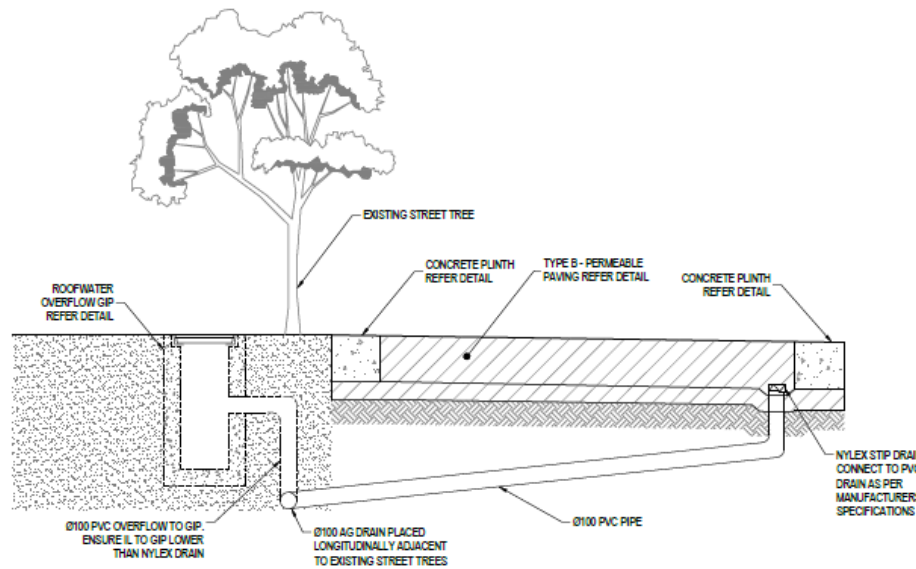 EXISTING STREET TREE
CONCRETE PLINTH
REFER DETAIL
TYPE B - PERMEABLE
PAVING REFER DETAIL
CONCRETE PLINTH
REFER DETAIL
ROOFWATER
OVERFLOW GIP
REFER DETAIL
NYLEX STIP DRAI
CONNECT TO PVC
DRAIN AS PER
MANUFACTURERS
SPECIFICATIONS
Ø100 PVC OVERFLOW TO GIP.
ENSURE IL TO GIP LOWER
THAN NYLEX DRAIN
Ø100 AG DRAIN PLACED
LONGITUDINALLY ADJACENT
TO EXISTING STREET TREES
Ø100 PVC PIPE